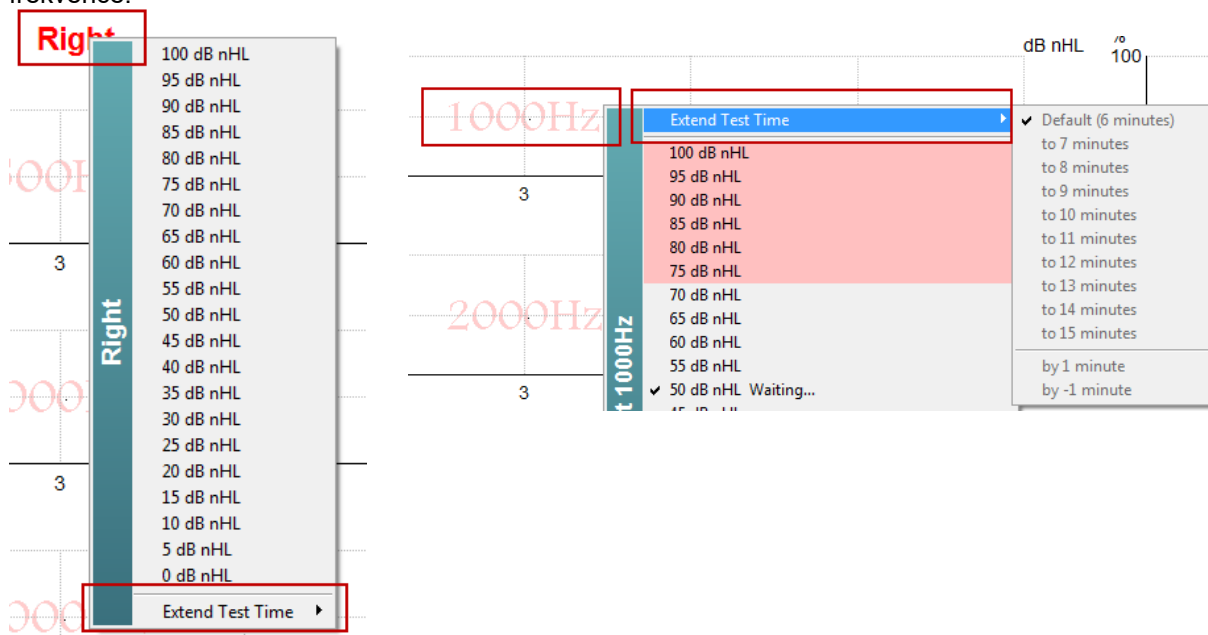 frekvence.
Right
Right
100 dB nHL
95 dB nHL
90 dB nHL
85 dB nHL
80 dB nHL
75 dB nHL
70 dB nHL
65 dB nHL
60 dB nHL
55 dB nHL
50 dB nHL
45 dB nHL
40 dB nHL
35 dB nHL
30 dB nHL
25 dB nHL
20 dB nHL
15 dB nHL
10 dB nHL
5 dB nHL
0 dB nHL
Extend Test Time
3
3
dB nHL
%
100
1000Hz
3
2000Hz
3
1000Hz
Extend Test Time
100 dB nHL
95 dB nHL
90 dB nHL
85 dB nHL
80 dB nHL
75 dB nHL
70 dB nHL
65 dB nHL
60 dB nHL
55 dB nHL
50 dB nHL Waiting...
45 dB nHL
Default (6 minutes)
to 7 minutes
to 8 minutes
to 9 minutes
to 10 minutes
to 11 minutes
to 12 minutes
to 13 minutes
to 14 minutes
to 15 minutes
by 1 minute
by -1 minute